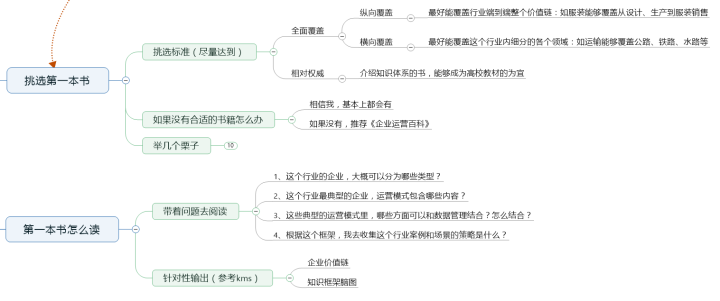 挑选第一本书
挑选标准（尽量达到）
全面覆盖
纵向覆盖
最好能覆盖行业端到端整个价值链：如服装能够覆盖从设计、生产到服装销售
横向覆盖
最好能覆盖这个行业内细分的各个领域：如运输能够覆盖公路、铁路、水路等
相对权威
介绍知识体系的书，能够成为高校教材的为宜
如果没有合适的书籍怎么办
相信我，基本上都会有
如果没有，推荐《企业运营百科》
举几个栗子
10
第一本书怎么读
带着问题去阅读
1、这个行业的企业，大概可以分为哪些类型？
2、这个行业最典型的企业，运营模式包含哪些内容？
3、这些典型的运营模式里，哪些方面可以和数据管理结合？怎么结合？
4、根据这个框架，我去收集这个行业案例和场景的策略是什么？
针对性输出（参考kms）
企业价值链
知识框架脑图